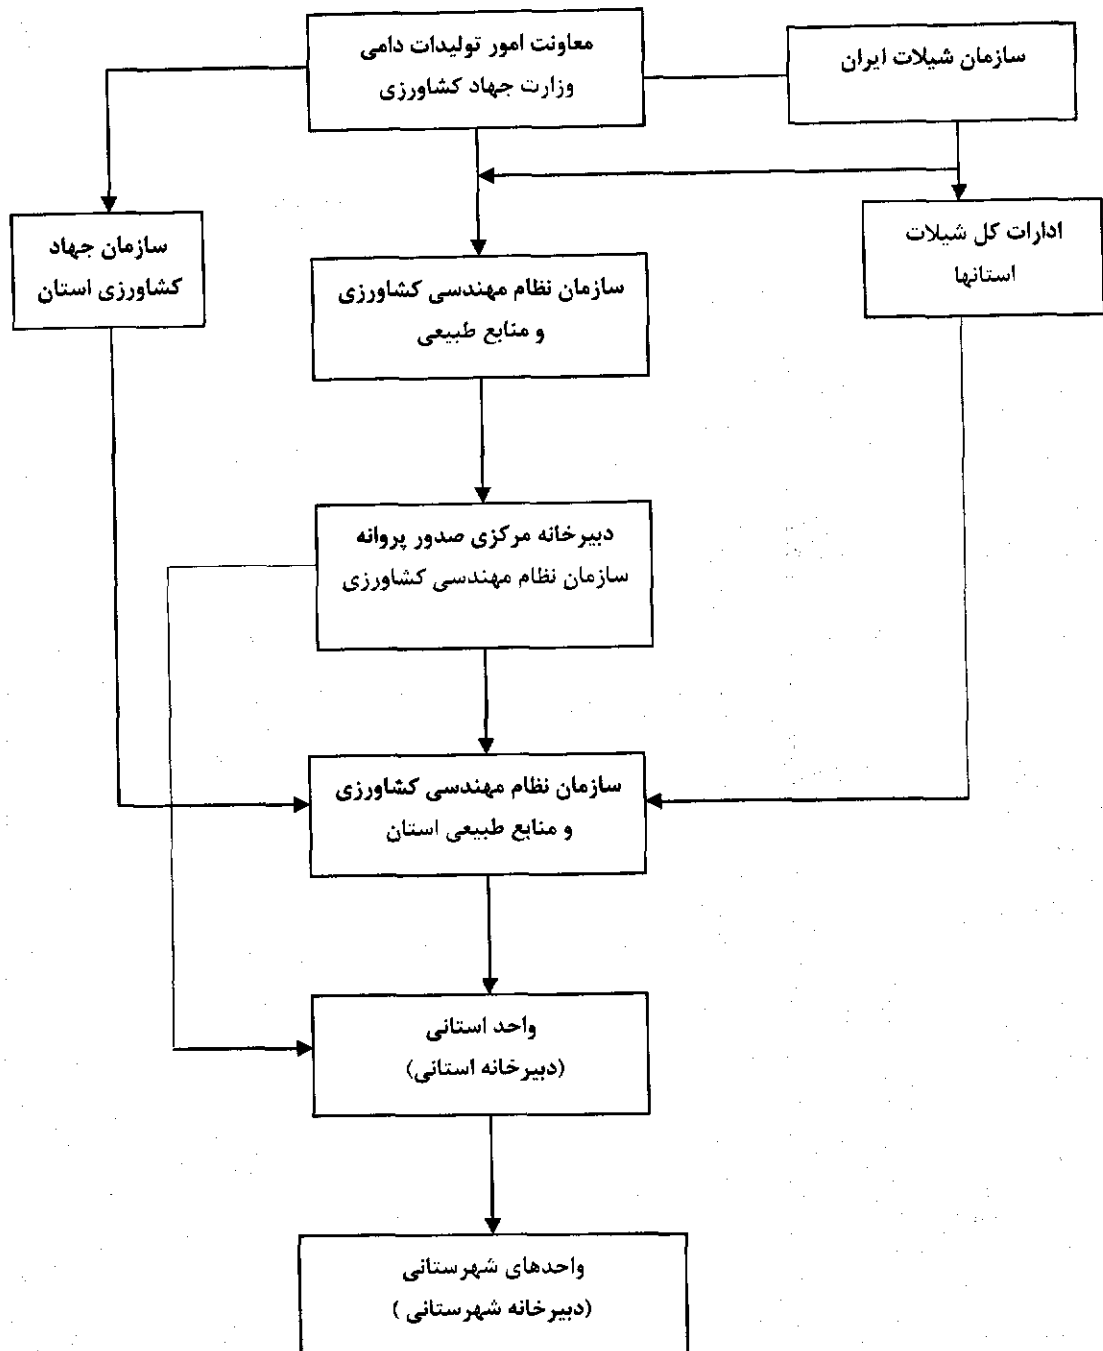 معاونت امور تولیدات دامی
وزارت جهاد کشاورزی
سازمان شیلات ایران
سازمان جهاد
کشاورزی استان
ادارات کل شیلات
استانها
سازمان نظام مهندسی کشاورزی
و منابع طبیعی
دبیرخانه مرکزی صدور پروانه
سازمان نظام مهندسی کشاورزی
سازمان نظام مهندسی کشاورزی
و منابع طبیعی استان
واحد استانی
(دبیرخانه استانی)
واحدهای شهرستانی
(دبیرخانه شهرستانی )